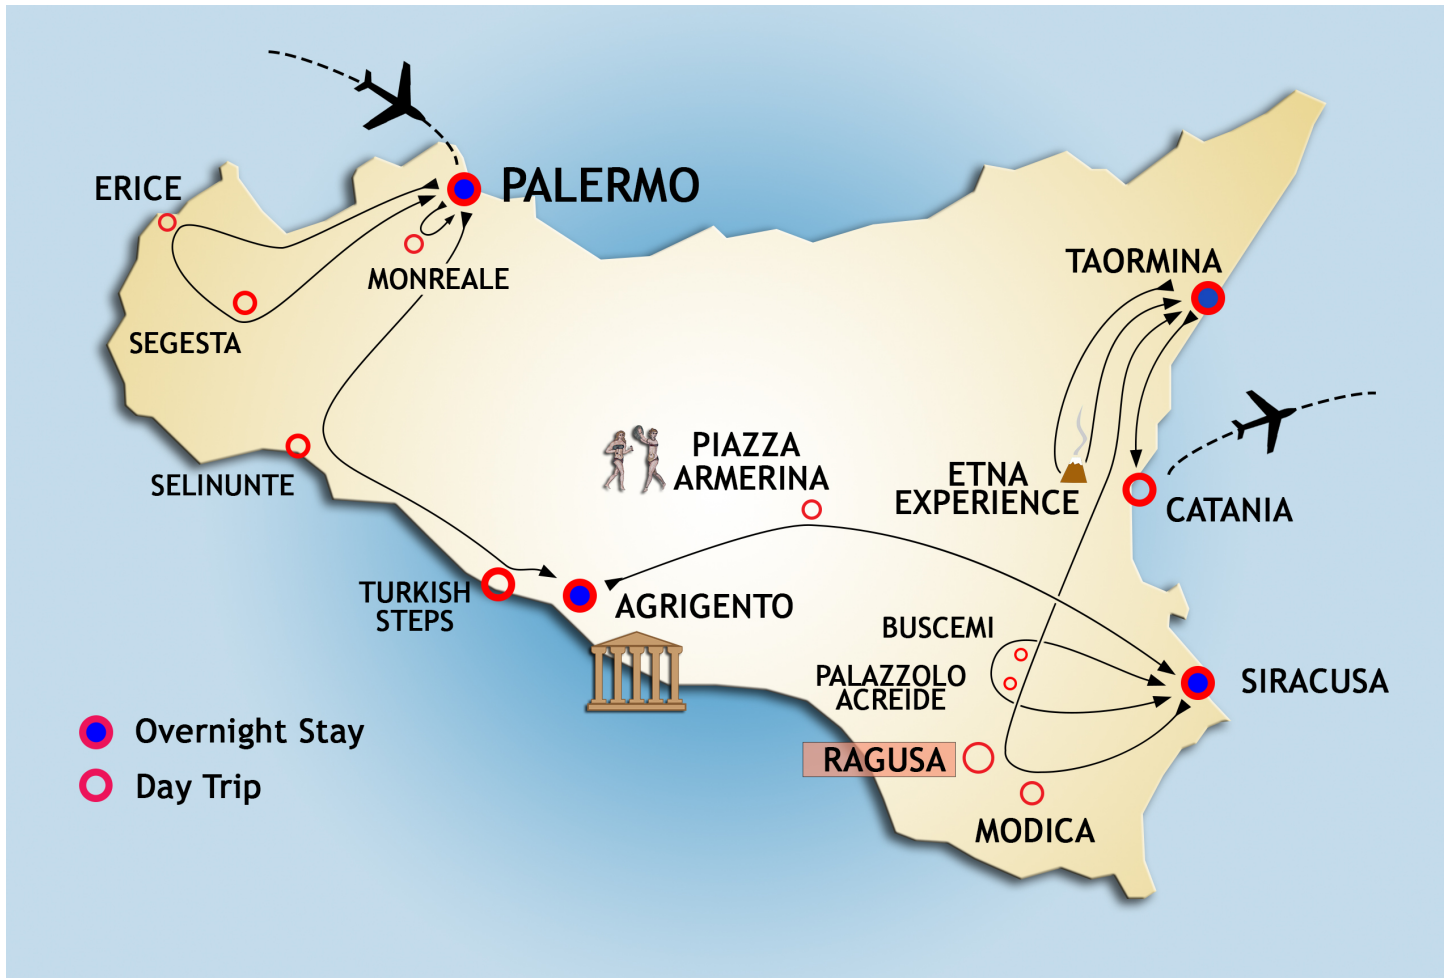 ERICE
PALERMO
MONREALE
SEGESTA
TAORMINA
PIAZZA
ARMERINA
ETNA
EXPERIENCE
SELINUNTE
CATANIA
TURKISH
STEPS
AGRIGENTO
BUSCEMI
PALAZZOLO
ACREIDE
SIRACUSA
Overnight Stay
RAGUSA
Day Trip
MODICA